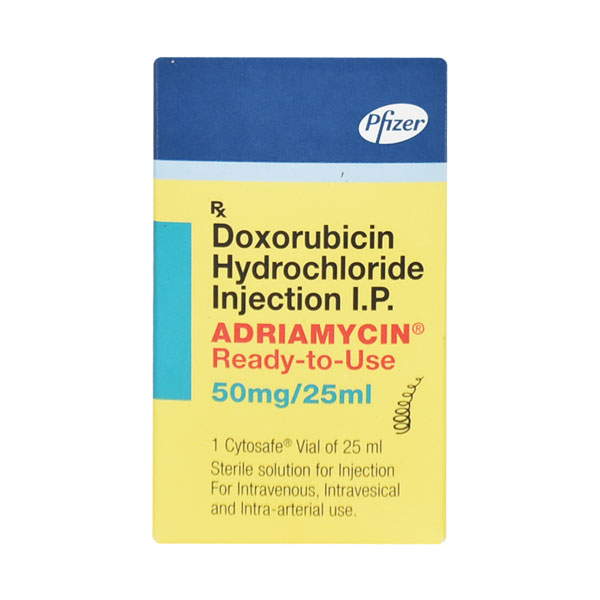 Pfizer
Rx
Doxorubicin
Hydrochloride
Injection I.P.
ADRIAMYCIN®
Ready-to-Use
50mg/25ml
1 Cytosafe® Vial of 25 ml
Sterile solution for Injection
For Intravenous, Intravesical
and Intra-arterial use.